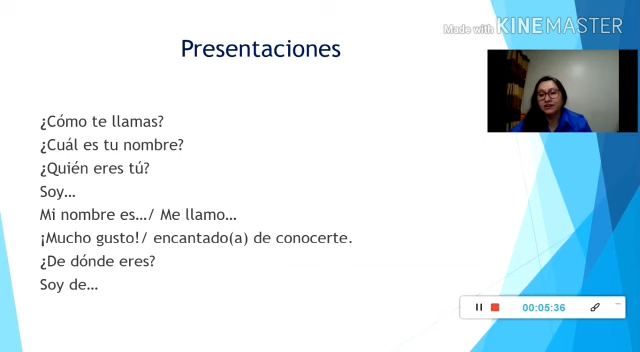 Made with KINEMASTER
Presentaciones
¿Cómo te llamas?
¿Cuál es tu nombre?
¿Quién eres tú?
Soy…
Mi nombre es…/ Me llamo…
¡Mucho gusto!/ encantado(a) de conocerte.
¿De dónde eres?
Soy de…
00:05:36